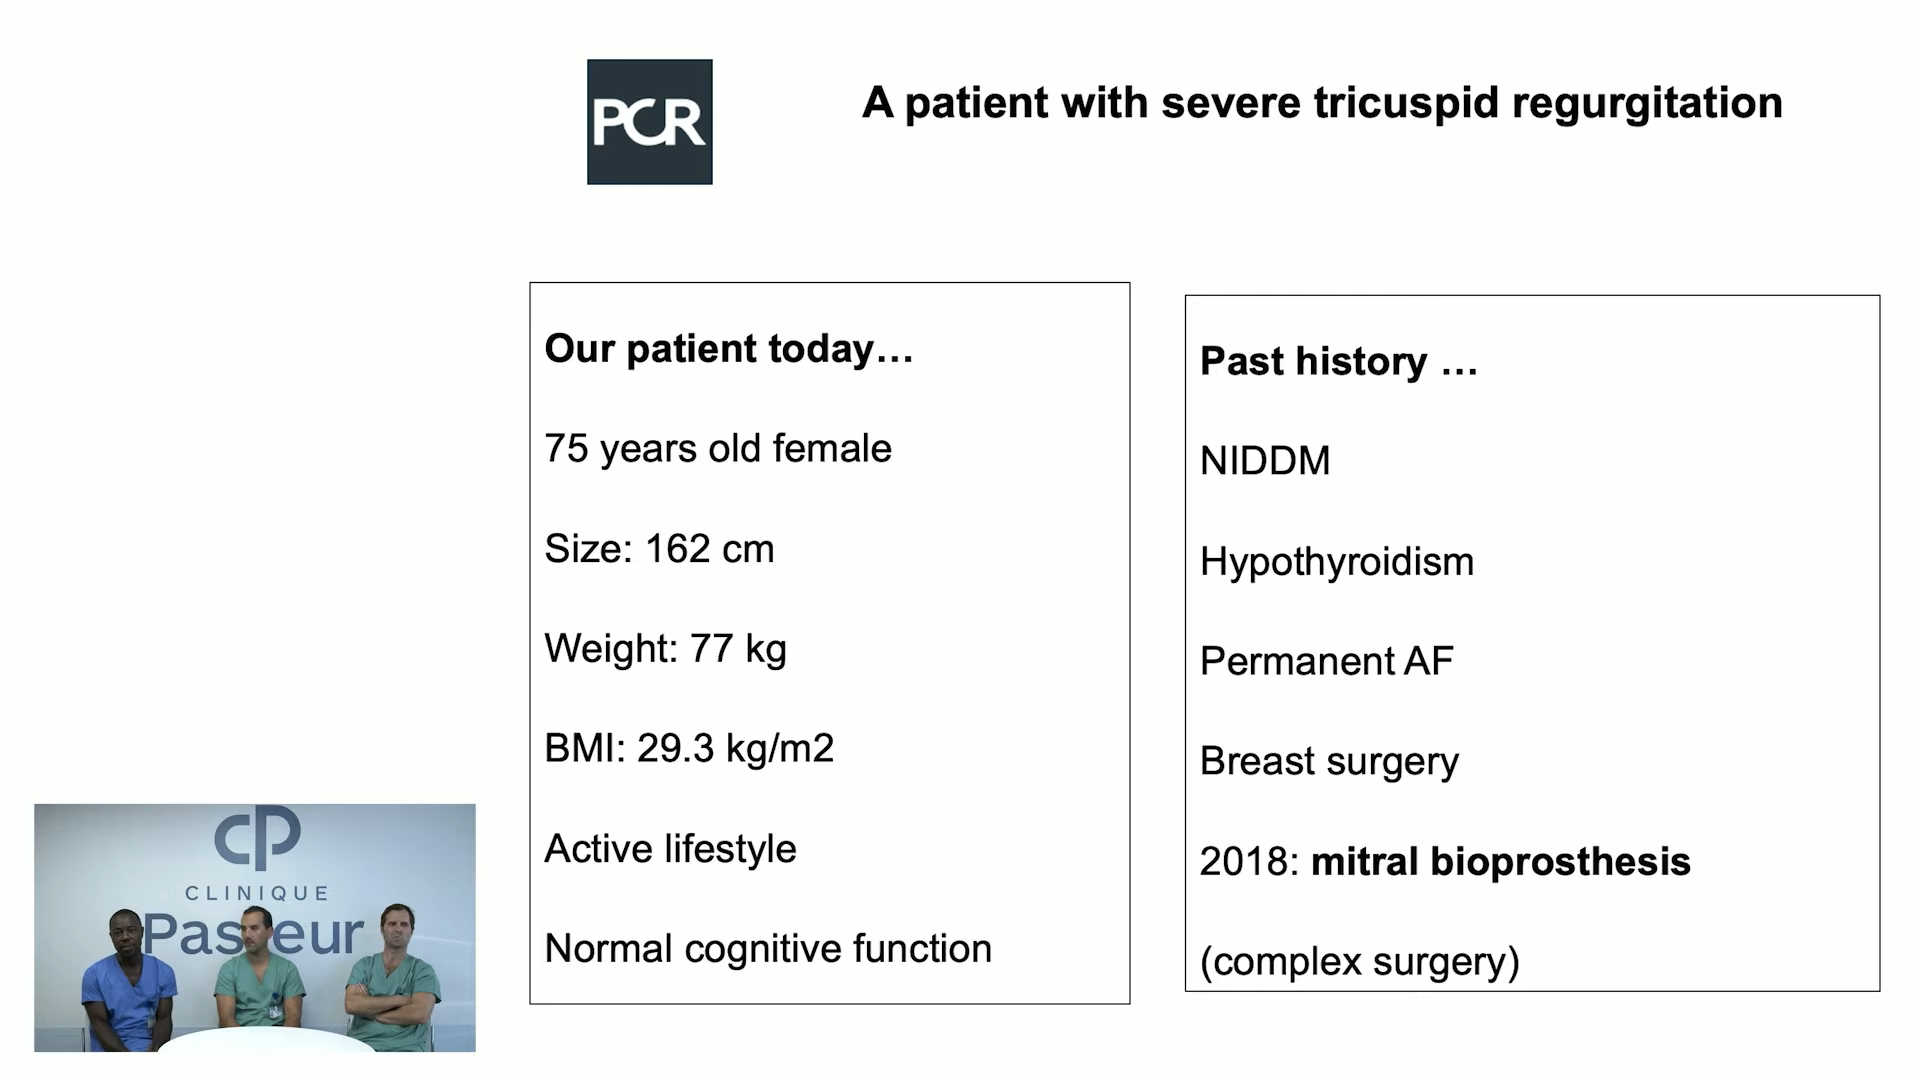 PCR
A patient with severe tricuspid regurgitation
Our patient today…
75 years old female
Size: 162 cm
Weight: 77 kg
BMI: 29.3 kg/m2
Active lifestyle
Normal cognitive function
Past history …
NIDDM
Hypothyroidism
Permanent AF
Breast surgery
2018: mitral bioprosthesis
(complex surgery)
cP
CLINIQUE
Pasteur